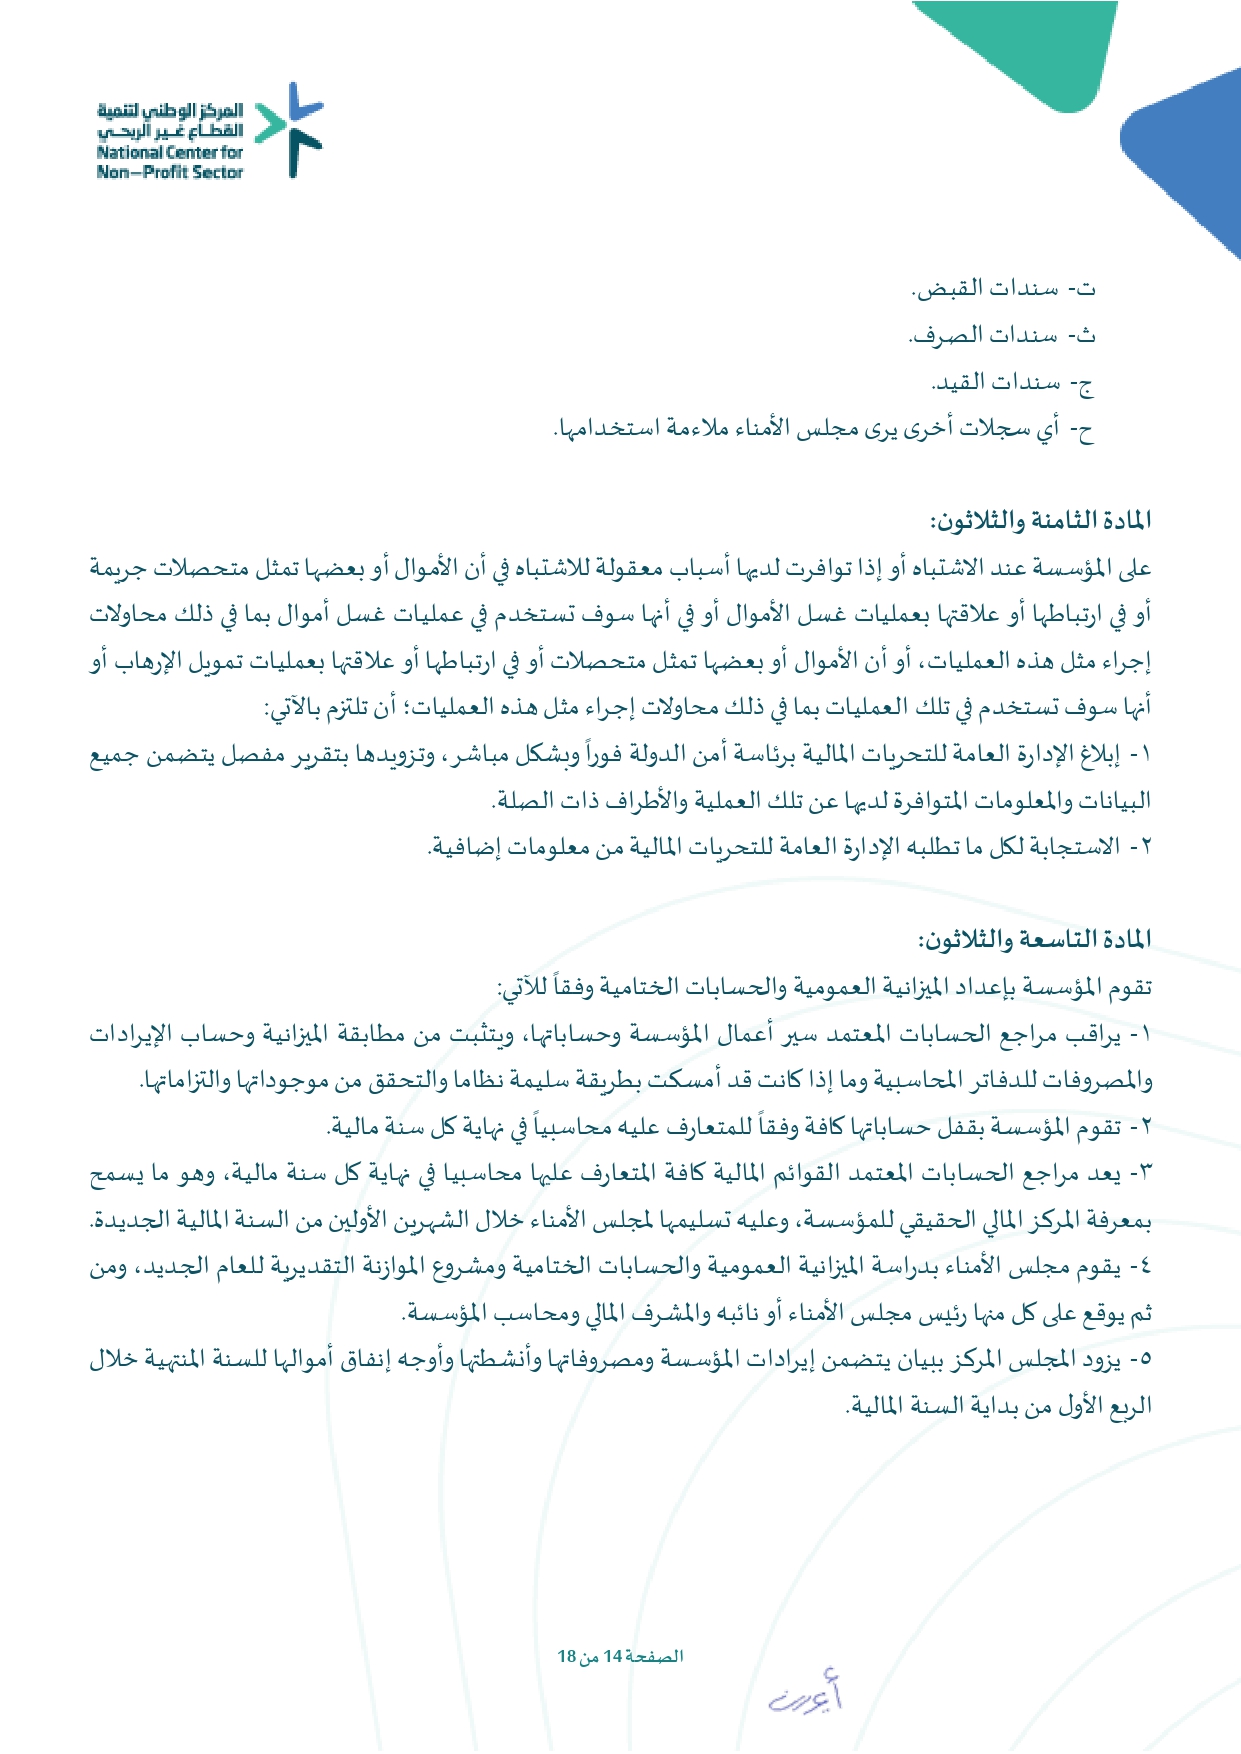 المركز الوطني لتنمية
القطاع غير الربحي
National Center for
Non–Profit Sector
ت- سندات القبض.
ث- سندات الصرف.
ج- سندات القيد.
ح- أي سجلات أخرى يرى مجلس الأمناء ملاءمة استخدامها.
المادة الثامنة والثلاثون:
على المؤسسة عند الاشتباه أو إذا توافرت لديها أسباب معقولة للاشتباه في أن الأموال أو بعضها تمثل متحصلات جريمة
أو في ارتباطها أو علاقتها بعمليات غسل الأموال أو في أنها سوف تستخدم في عمليات غسل أموال بما في ذلك محاولات
إجراء مثل هذه العمليات، أو أن الأموال أو بعضها تمثل متحصلات أو في ارتباطها أو علاقتها بعمليات تمويل الإرهاب أو
أنها سوف تستخدم في تلك العمليات بما في ذلك محاولات إجراء مثل هذه العمليات؛ أن تلتزم بالآتي:
١- إبلاغ الإدارة العامة للتحريات المالية برئاسة أمن الدولة فوراً وبشكل مباشر، وتزويدها بتقرير مفصل يتضمن جميع
البيانات والمعلومات المتوافرة لديها عن تلك العملية والأطراف ذات الصلة.
٢- الاستجابة لكل ما تطلبه الإدارة العامة للتحريات المالية من معلومات إضافية.
المادة التاسعة والثلاثون:
تقوم المؤسسة بإعداد الميزانية العمومية والحسابات الختامية وفقاً للآتي:
١- يراقب مراجع الحسابات المعتمد سير أعمال المؤسسة وحساباتها، ويتثبت من مطابقة الميزانية وحساب الإيرادات
والمصروفات للدفاتر المحاسبية وما إذا كانت قد أمسكت بطريقة سليمة نظاما والتحقق من موجوداتها والتزاماتها.
٢- تقوم المؤسسة بقفل حساباتها كافة وفقاً للمتعارف عليه محاسبياً في نهاية كل سنة مالية.
٣- يعد مراجع الحسابات المعتمد القوائم المالية كافة المتعارف عليها محاسبيا في نهاية كل سنة مالية، وهو ما يسمح
بمعرفة المركز المالي الحقيقي للمؤسسة، وعليه تسليمها لمجلس الأمناء خلال الشهرين الأولين من السنة المالية الجديدة.
٤- يقوم مجلس الأمناء بدراسة الميزانية العمومية والحسابات الختامية ومشروع الموازنة التقديرية للعام الجديد، ومن
ثم يوقع على كل منها رئيس مجلس الأمناء أو نائبه والمشرف المالي ومحاسب المؤسسة.
٥- يزود المجلس المركز ببيان يتضمن إيرادات المؤسسة ومصروفاتها وأنشطتها وأوجه إنفاق أموالها للسنة المنتهية خلال
الربع الأول من بداية السنة المالية.
الصفحة 14 من 18